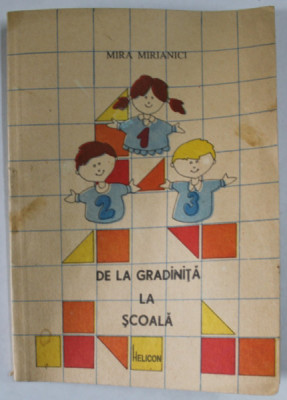 MIRA MIRIANICI
1
2 3
DE LA GRADINIȚĂ
LA
ȘCOALĂ
HELICON